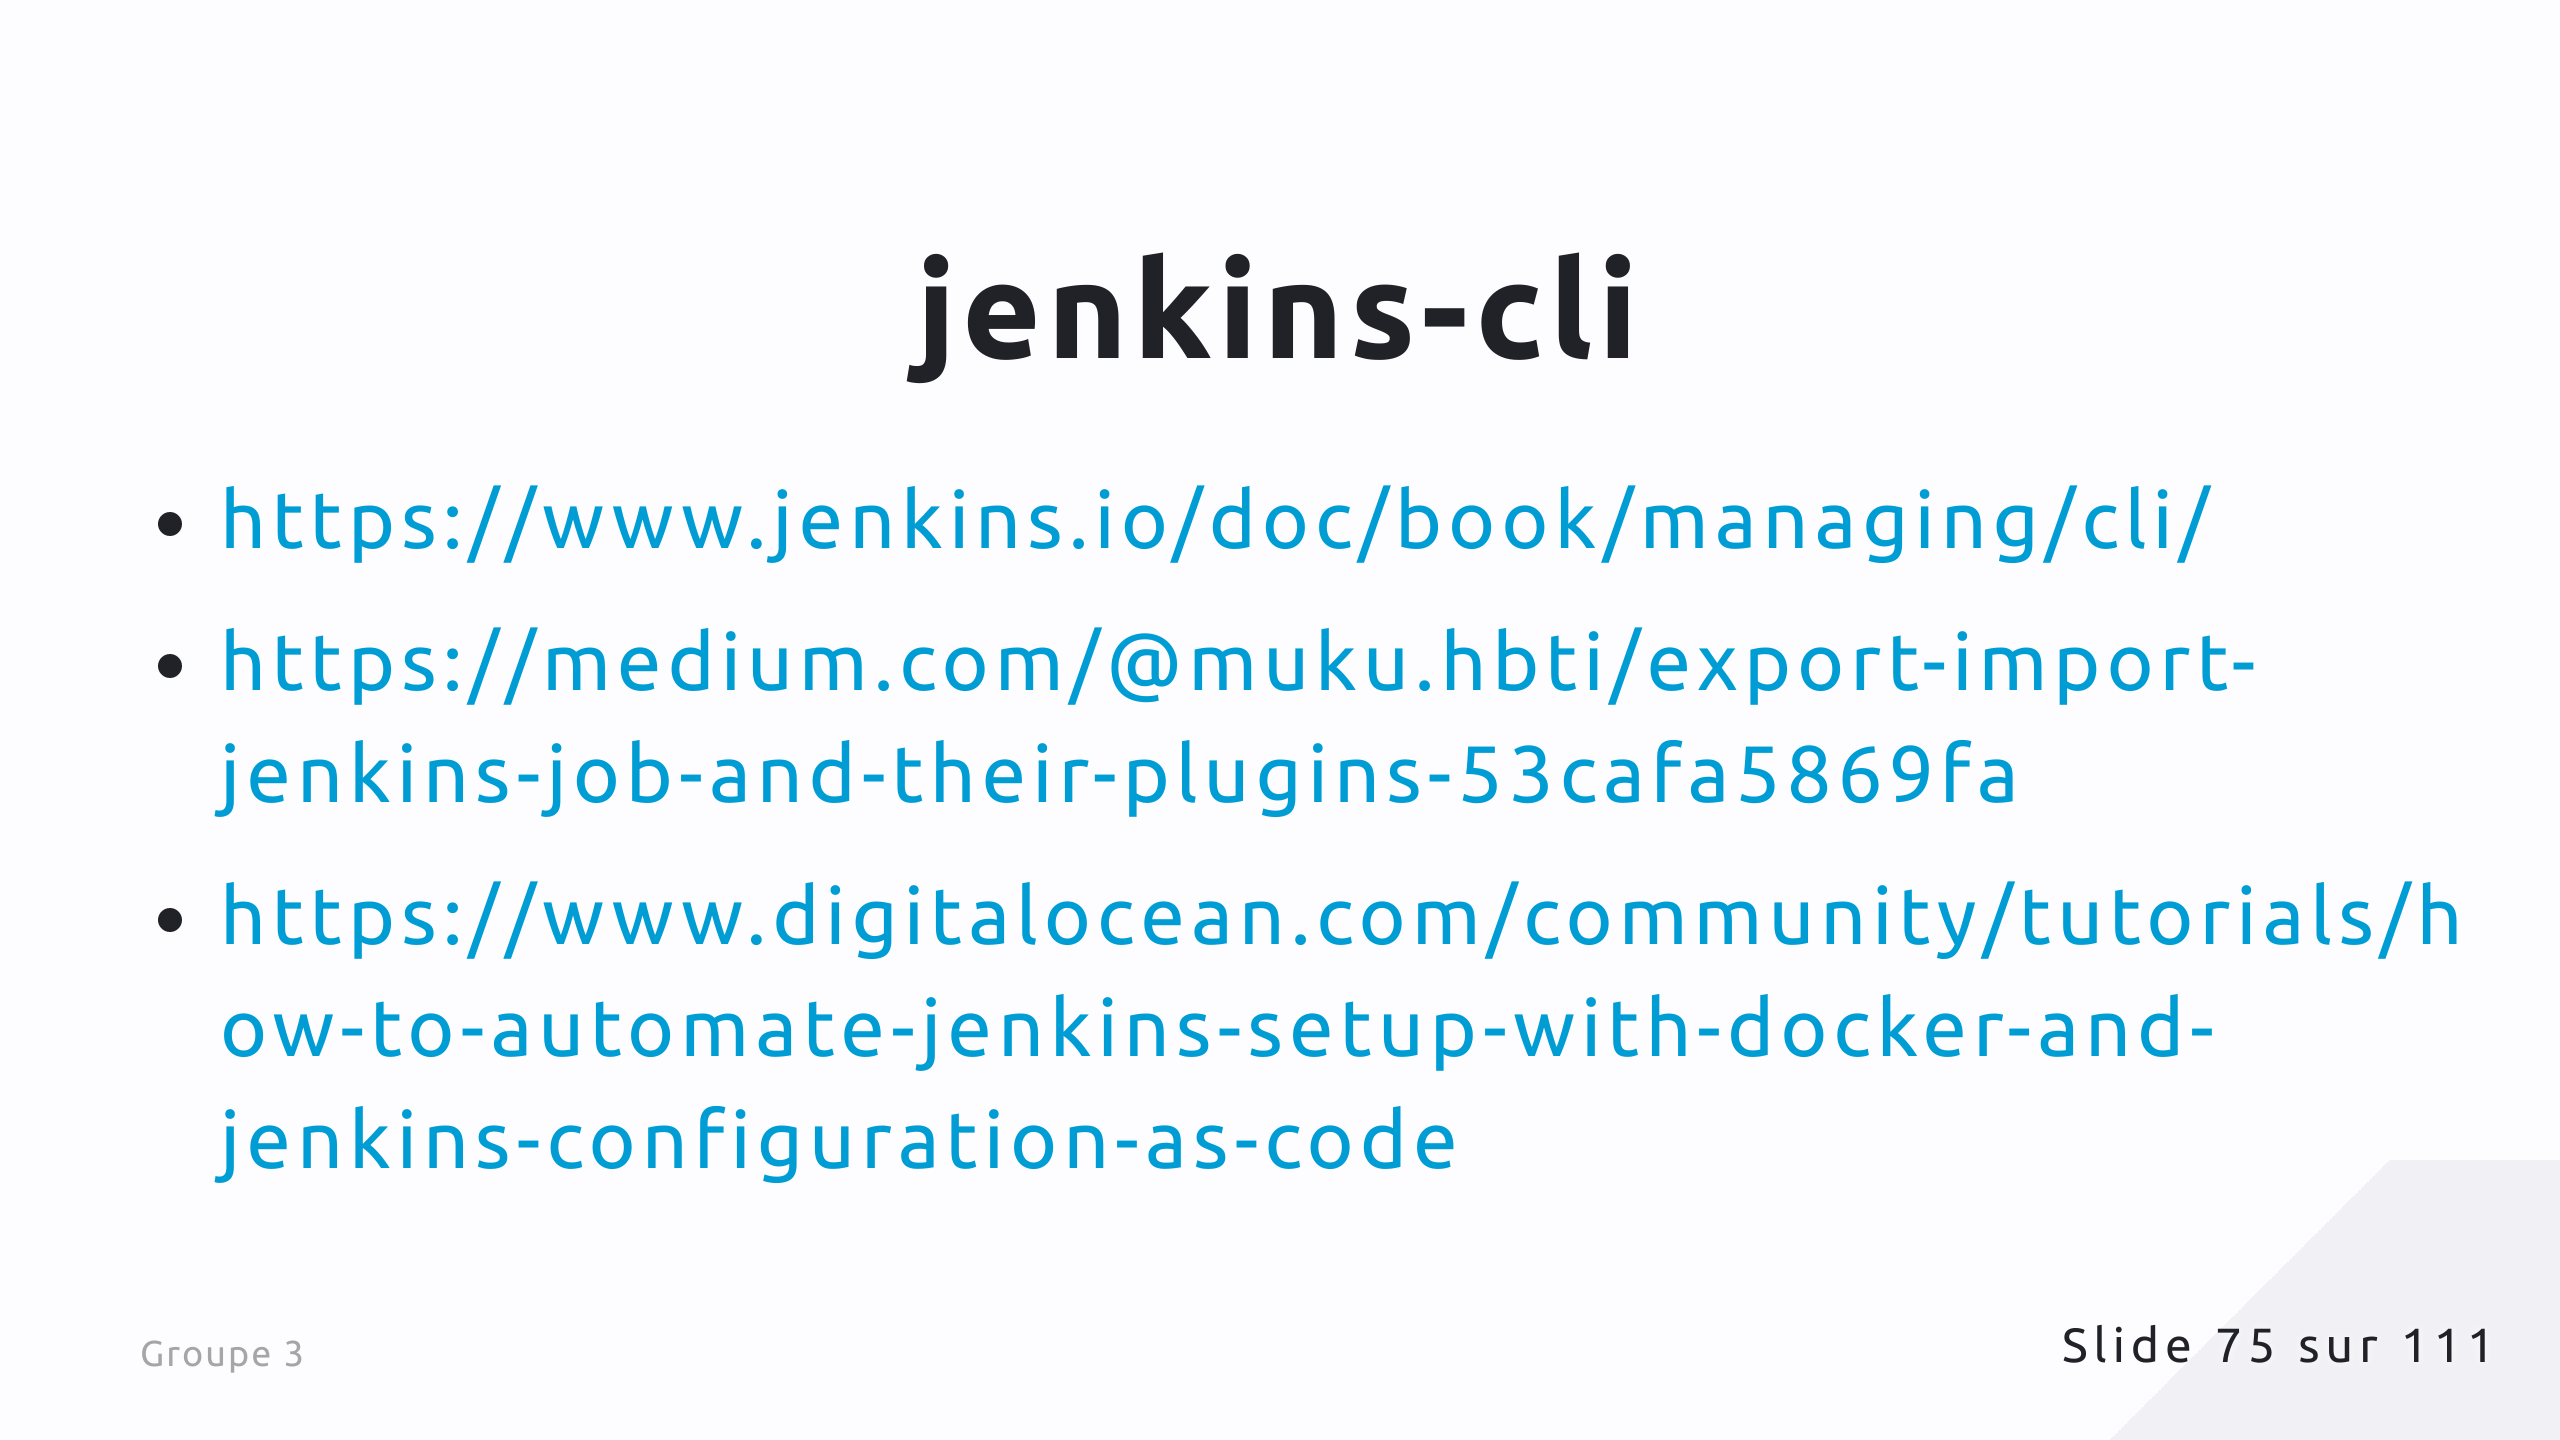 jenkins-cli
• https://www.jenkins.io/doc/book/managing/cli/
• https://medium.com/@muku.hbti/export-import-
jenkins-job-and-their-plugins-53cafa5869fa
• https://www.digitalocean.com/community/tutorials/h
ow-to-automate-jenkins-setup-with-docker-and-
jenkins-configuration-as-code
Groupe 3
Slide 75 sur 111